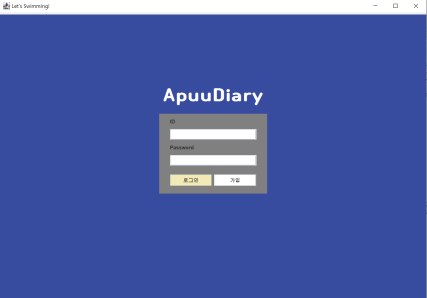 Let's Swimming!
ApuuDiary
ID
Password
로그인
가입